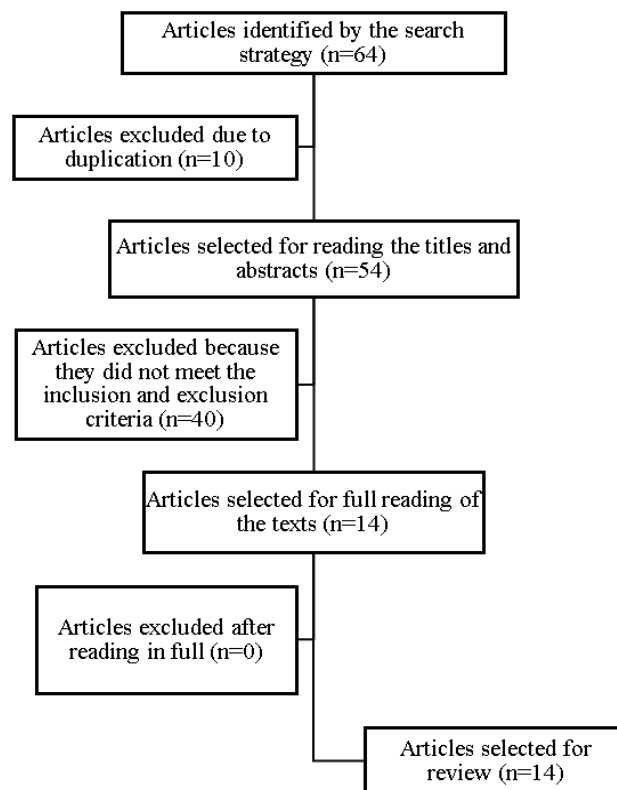 Articles identified by the search
strategy (n=64)
Articles excluded due to
duplication (n=10)
Articles selected for reading the titles and
abstracts (n=54)
Articles excluded because
they did not meet the
inclusion and exclusion
criteria (n=40)
Articles selected for full reading of
the texts (n=14)
Articles excluded after
reading in full (n=0)
Articles selected for
review (n=14)